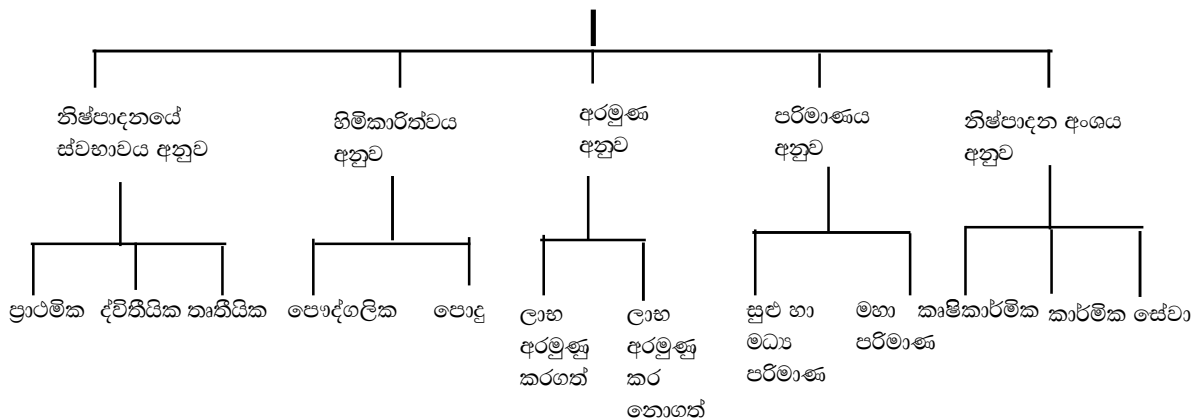 නිෂ්පාදනයේ
ස්වභාවය අනුව
හිමිකාරිත්වය
අනුව
අරමුණ
අනුව
පරිමාණය
අනුව
නිෂ්පාදන අංශය
අනුව
ප්‍රාථමික
ද්විතීයික
තෘතීයික
පෞද්ගලික
පොදු
ලාභ
අරමුණු
කරගත්
ලාභ
අරමුණු
කර
නොගත්
සුළු හා
මධ්‍ය
පරිමාණ
මහා
පරිමාණ
කෘෂිකාර්මික
කාර්මික
සේවා